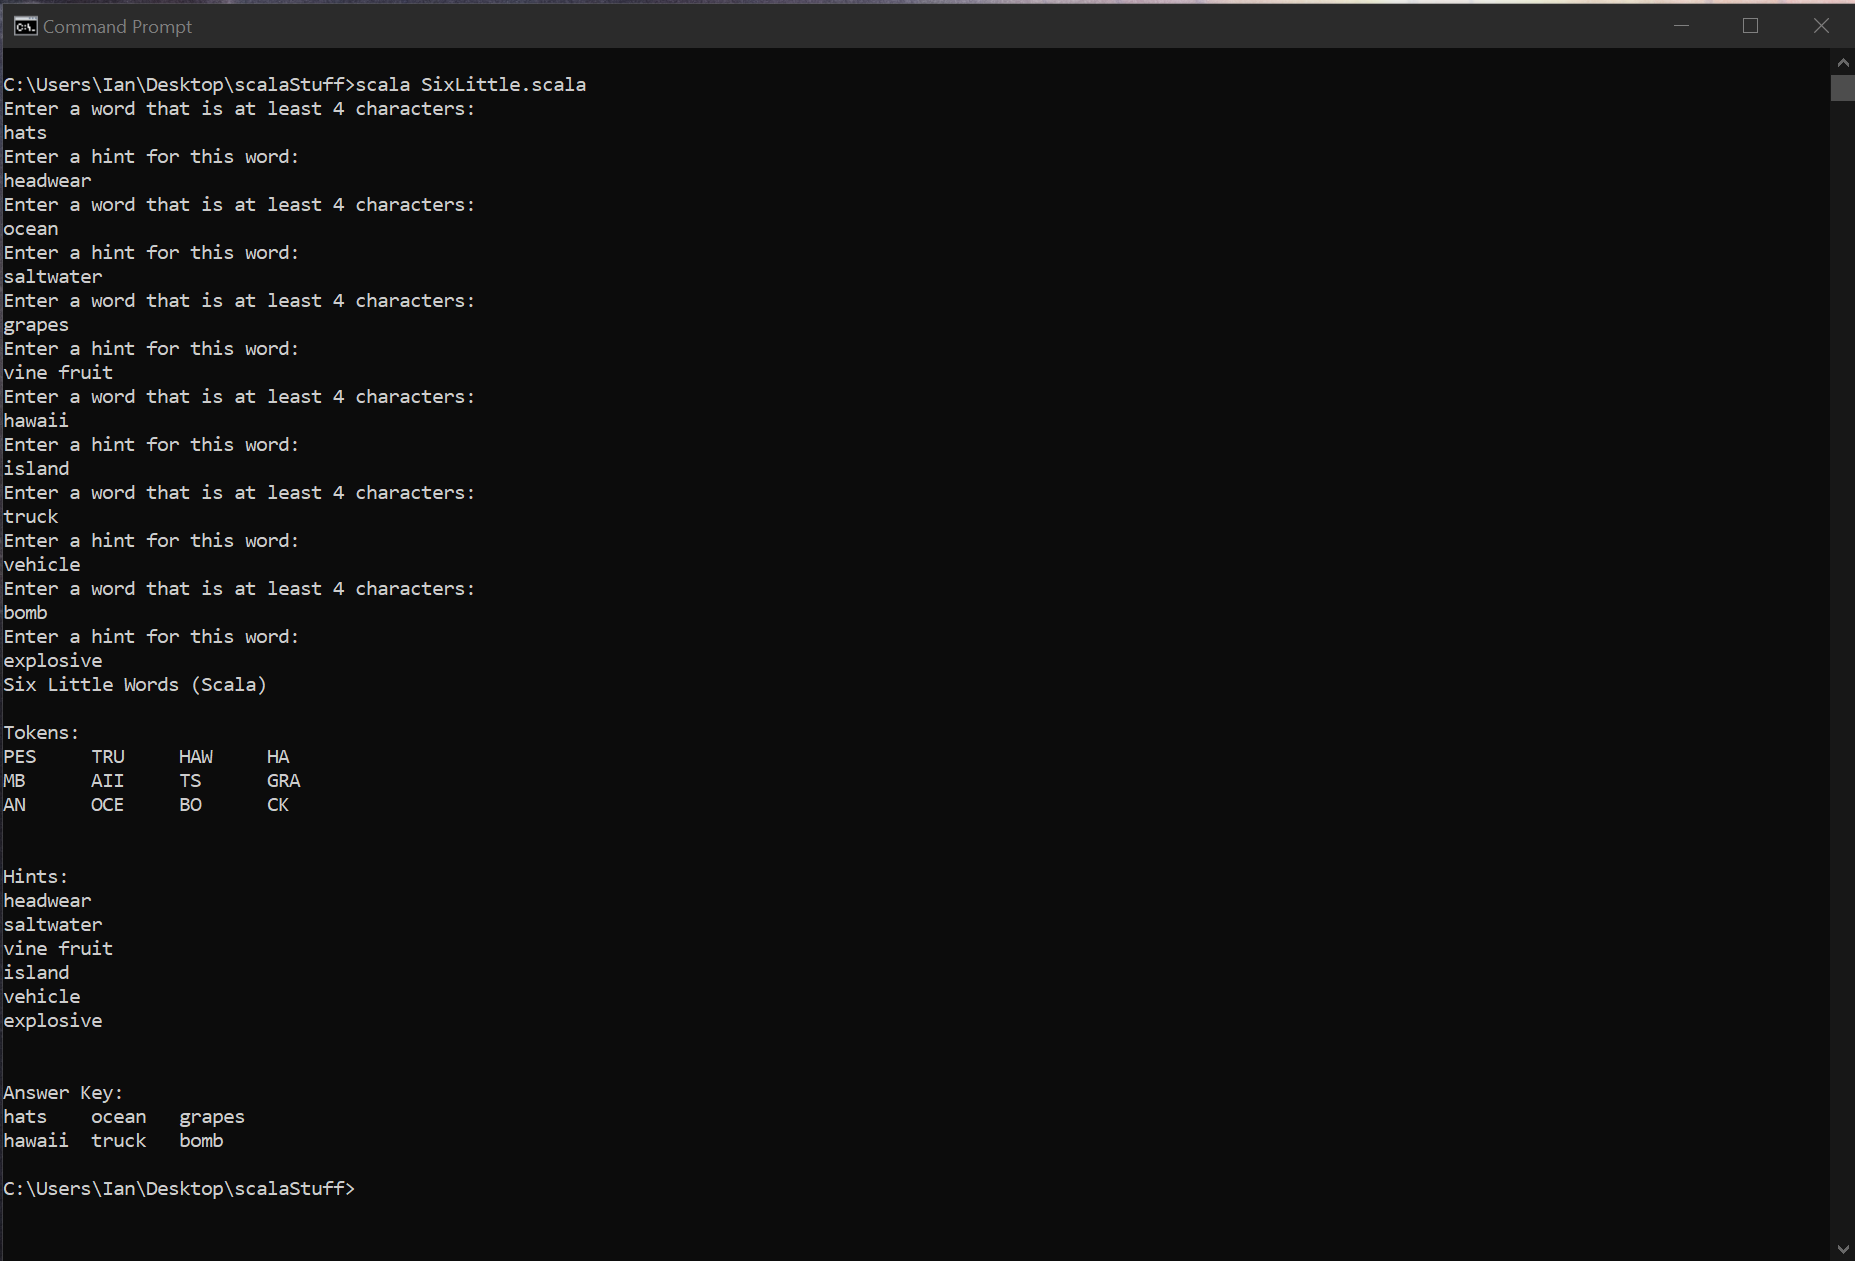 Command Prompt
C:\Users\Ian\Desktop\scalaStuff>scala SixLittle.scala
Enter a word that is at least 4 characters:
hats
Enter a hint for this word:
headwear
Enter a word that is at least 4 characters:
ocean
Enter a hint for this word:
saltwater
Enter a word that is at least 4 characters:
grapes
Enter a hint for this word:
vine fruit
Enter a word that is at least 4 characters:
hawaii
Enter a hint for this word:
island
Enter a word that is at least 4 characters:
truck
Enter a hint for this word:
vehicle
Enter a word that is at least 4 characters:
bomb
Enter a hint for this word:
explosive
Six Little Words (Scala)
Tokens:
PES TRU HAW HA
MB AII TS GRA
AN OCE BO CK
Hints:
headwear
saltwater
vine fruit
island
vehicle
explosive
Answer Key:
hats ocean grapes
hawaii truck bomb
C:\Users\Ian\Desktop\scalaStuff>